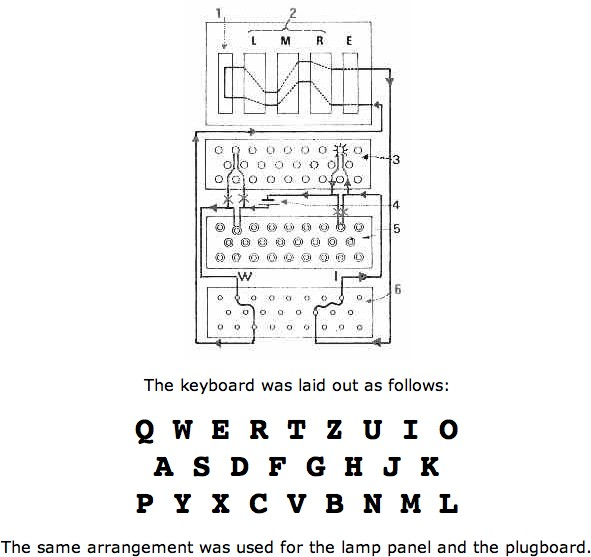 1 2
L M R E
3
4
5
W I
6
The keyboard was laid out as follows:
Q W E R T Z U I O
A S D F G H J K
P Y X C V B N M L
The same arrangement was used for the lamp panel and the plugboard.